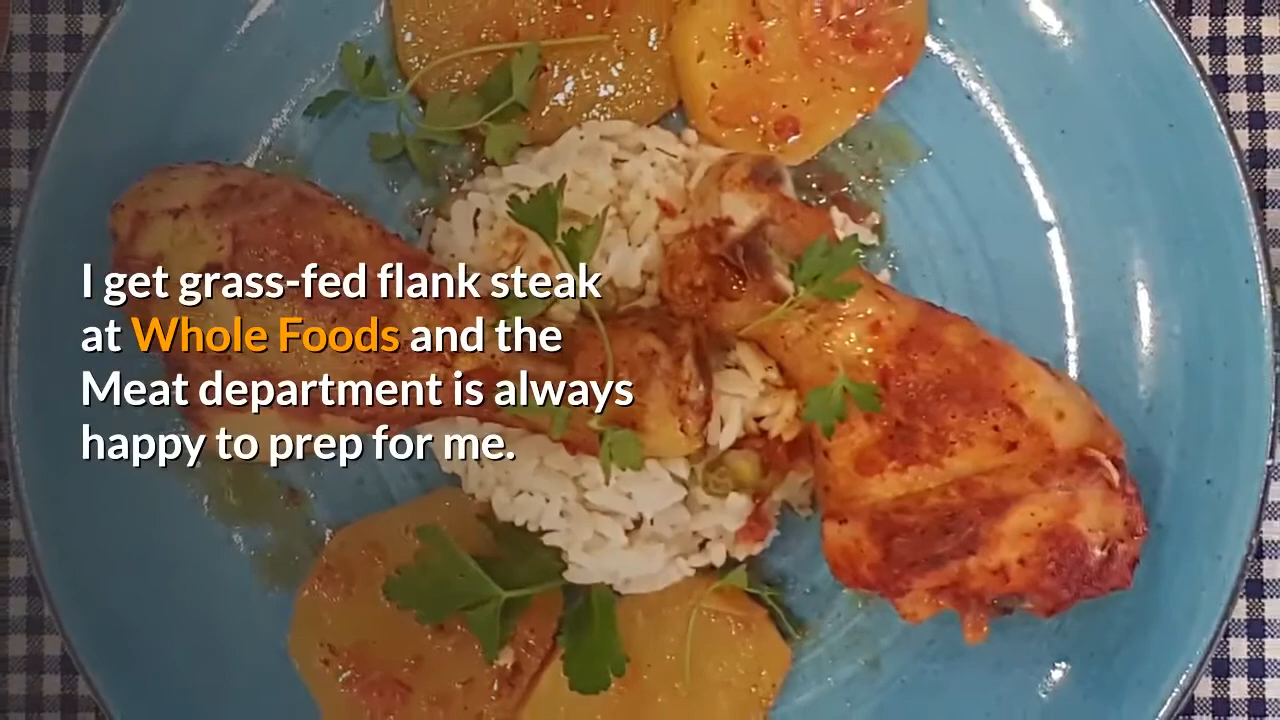 I get grass-fed flank steak
at Whole Foods and the
Meat department is always
happy to prep for me.